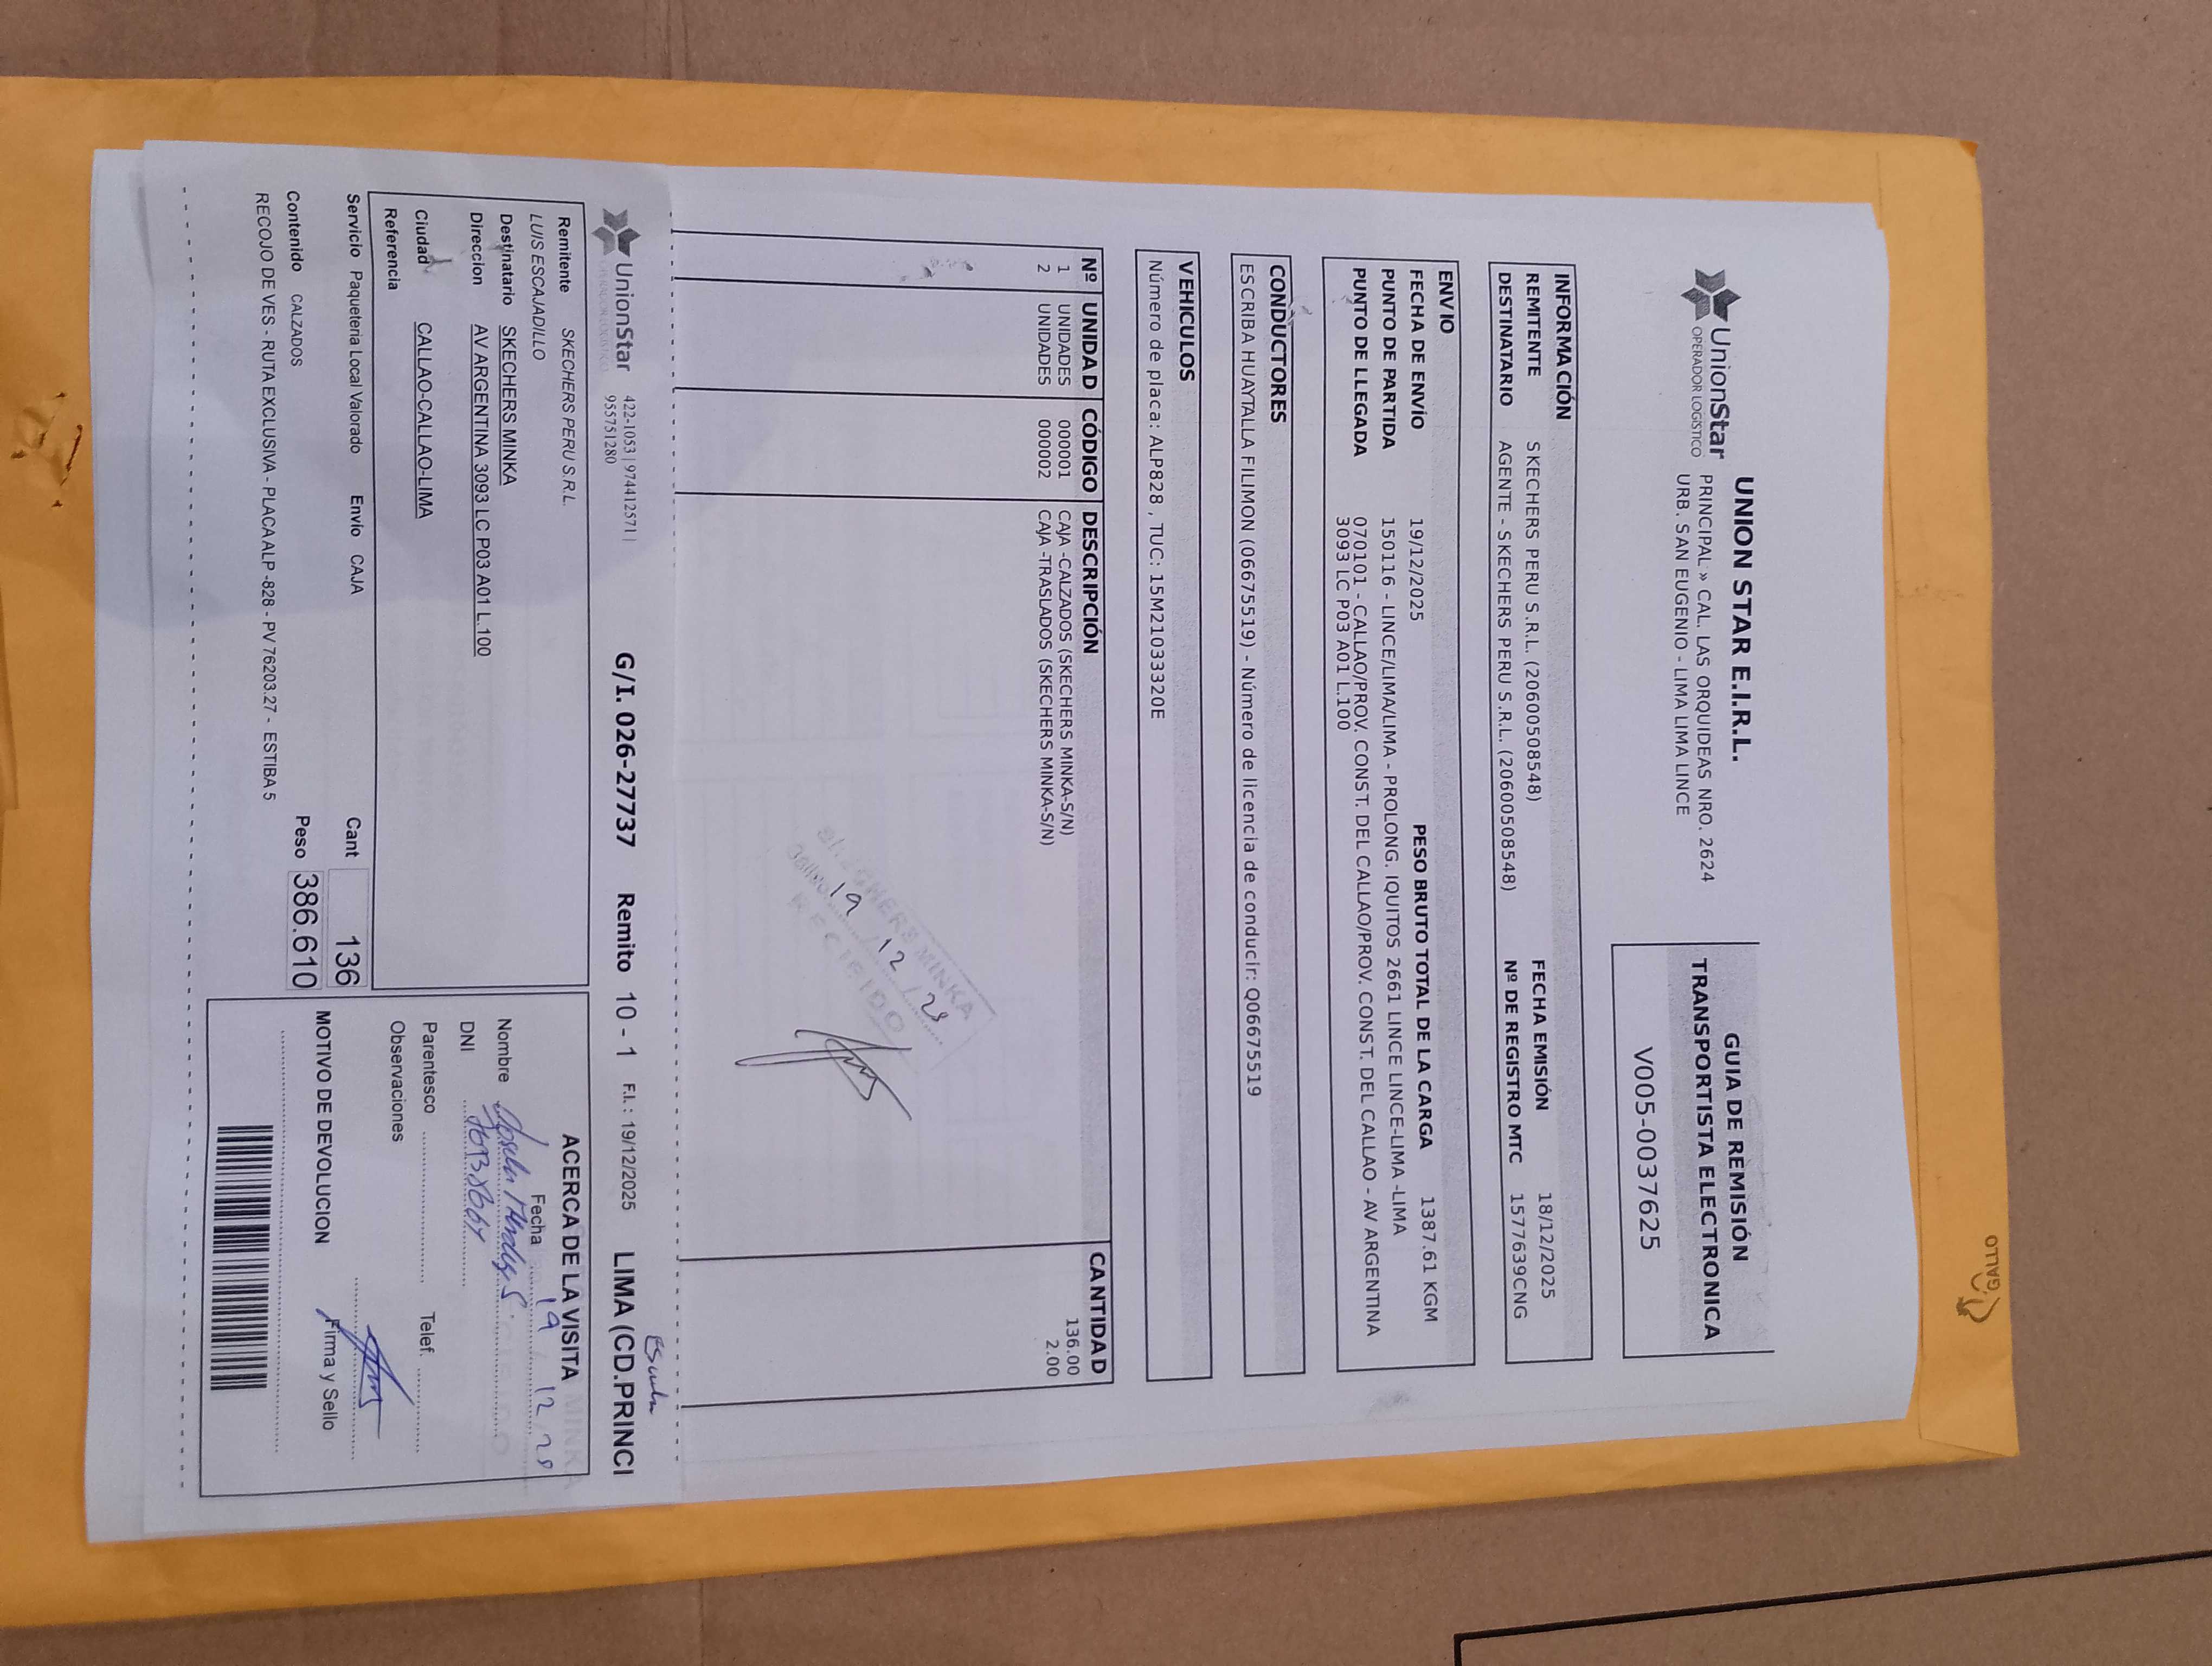 UnionStar
OPERADOR LOGÍSTICO
UNION STAR E.I.R.L.
PRINCIPAL » CAL. LAS ORQUIDEAS NRO. 2624
URB. SAN EUGENIO - LIMA LIMA LINCE
GUIA DE REMISIÓN
TRANSPORTISTA ELECTRONICA
V005-0037625
INFORMACIÓN
REMITENTE SKECHERS PERU S.R.L. (20600508548) FECHA EMISIÓN 18/12/2025
DESTINATARIO AGENTE - SKECHERS PERU S.R.L. (20600508548) Nº DE REGISTRO MTC 1577639CNG
ENVIO
FECHA DE ENVÍO 19/12/2025 PESO BRUTO TOTAL DE LA CARGA 1387.61 KGM
PUNTO DE PARTIDA 150116 - LINCE/LIMA/LIMA - PROLONG. IQUITOS 2661 LINCE LINCE-LIMA -LIMA
PUNTO DE LLEGADA 070101 - CALLAO/PROV. CONST. DEL CALLAO/PROV. CONST. DEL CALLAO - AV ARGENTINA
3093 LC P03 A01 L.100
CONDUCTORES
ESCRIBA HUAYTALLA FILIMON (06675519) - Número de licencia de conducir: Q06675519
VEHICULOS
Número de placa: ALP828 , TUC: 15M21033320E
Nº UNIDAD CÓDIGO DESCRIPCIÓN CANTIDAD
1 UNIDADES 000001 CAJA -CALZADOS (SKECHERS MINKA-S/N) 136.00
2 UNIDADES 000002 CAJA -TRASLADOS (SKECHERS MINKA-S/N) 2.00
SKECHERS MINKA
19 / 12 / 25
RECIBIDO
UnionStar 422-1053 | 974412571 |
955751280
G/I. 026-27737 Remito 10 - 1 F.I. : 19/12/2025 LIMA (CD.PRINCI
Remitente SKECHERS PERU S.R.L.
LUIS ESCAJADILLO
Destinatario SKECHERS MINKA
Direccion AV ARGENTINA 3093 LC P03 A01 L.100
Ciudad CALLAO-CALLAO-LIMA
Referencia
Servicio Paqueteria Local Valorado Envio CAJA Cant 136
Contenido CALZADOS Peso 386.610
RECOJO DE VES - RUTA EXCLUSIVA - PLACA ALP -828 - PV 76203.27 - ESTIBA 5
ACERCA DE LA VISITA
Fecha 19 / 12 / 25
Nombre
DNI
Parentesco Telef.
Observaciones
Firma y Sello
MOTIVO DE DEVOLUCION
GALLO